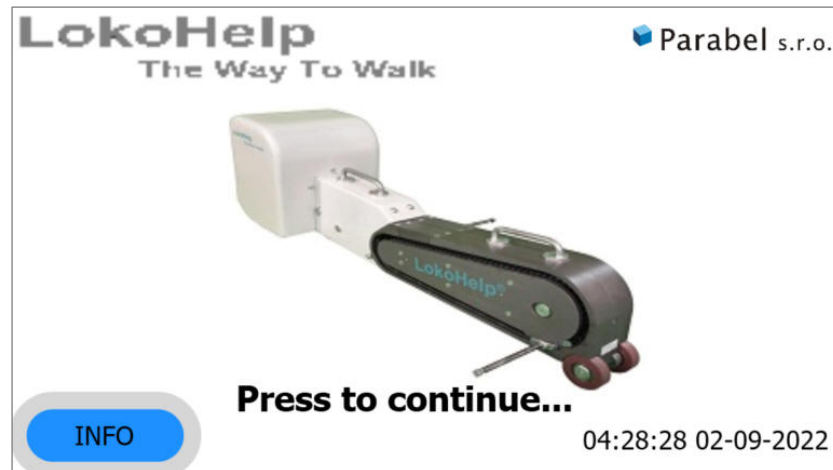 LokoHelp
The Way To Walk
Parabel s.r.o.
LokoHelp®
Press to continue...
INFO
04:28:28 02-09-2022